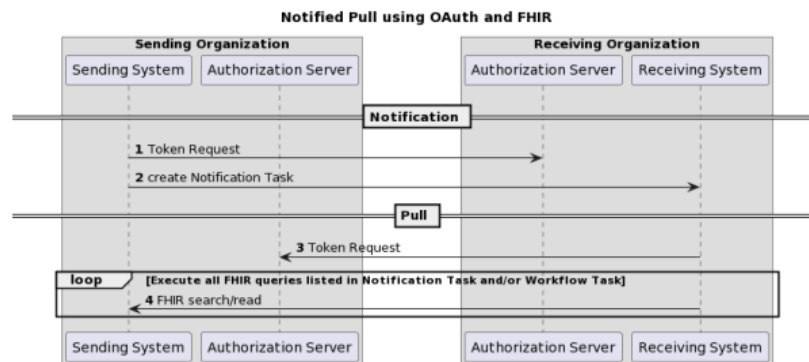 Notified Pull using OAuth and FHIR
Sending Organization Receiving Organization
Sending System Authorization Server Authorization Server Receiving System
Notification
1 Token Request
2 create Notification Task
Pull
3 Token Request
loop [Execute all FHIR queries listed in Notification Task and/or Workflow Task]
4 FHIR search/read
Sending System Authorization Server Authorization Server Receiving System